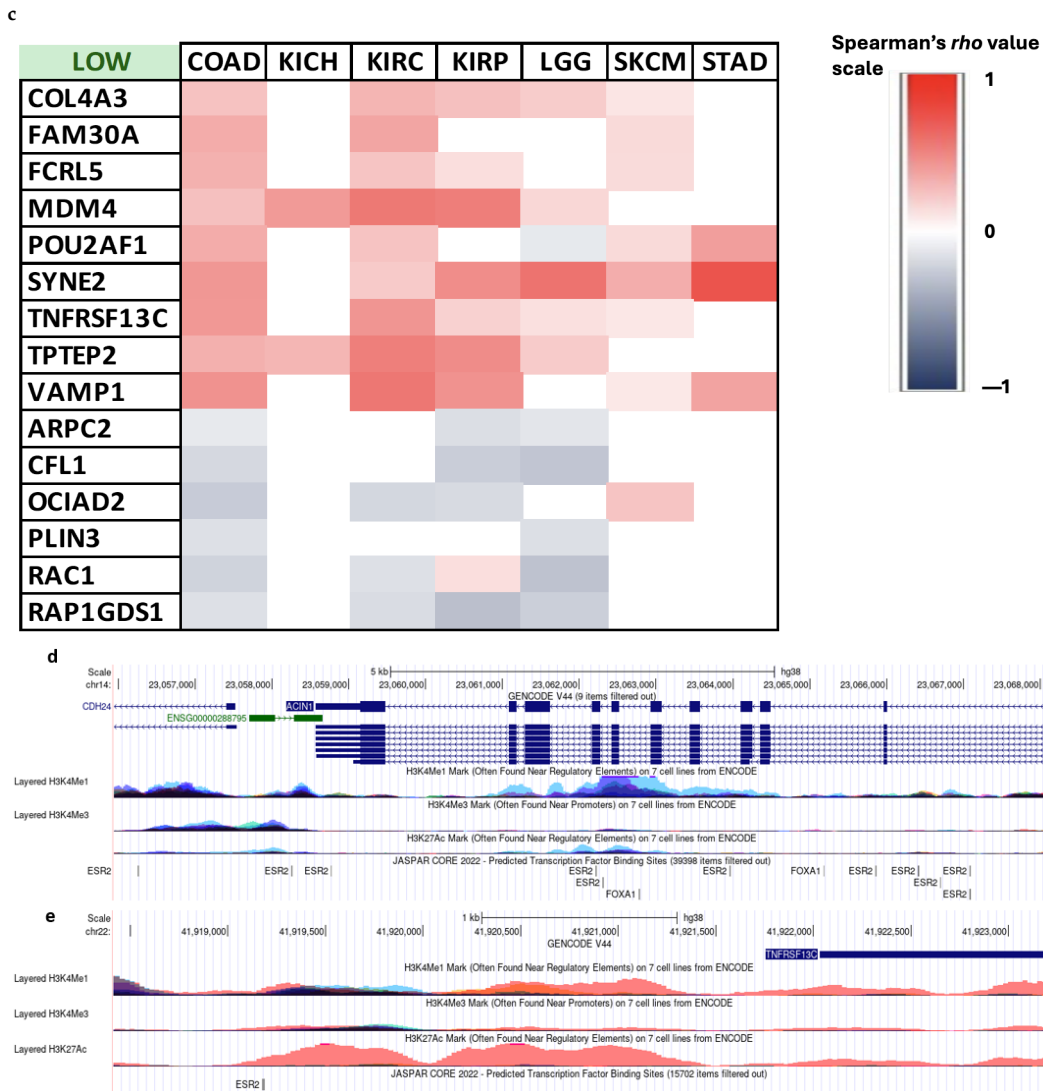 c
LOW COAD KICH KIRC KIRP LGG SKCM STAD
COL4A3
FAM30A
FCRL5
MDM4
POU2AF1
SYNE2
TNFRSF13C
TPTEP2
VAMP1
ARPC2
CFL1
OCIAD2
PLIN3
RAC1
RAP1GDS1
Spearman's rho value
scale
1
0
—1
d
Scale 5 kb hg38
chr14: 23,057,000 23,058,000 23,059,000 23,060,000 23,061,000 23,062,000 23,063,000 23,064,000 23,065,000 23,066,000 23,067,000 23,068,000
GENCODE V44 (9 items filtered out)
CDH24 ACIN1
ENSG00000288795
H3K4Me1 Mark (Often Found Near Regulatory Elements) on 7 cell lines from ENCODE
Layered H3K4Me1
H3K4Me3 Mark (Often Found Near Promoters) on 7 cell lines from ENCODE
Layered H3K4Me3
H3K27Ac Mark (Often Found Near Regulatory Elements) on 7 cell lines from ENCODE
JASPAR CORE 2022 - Predicted Transcription Factor Binding Sites (39398 items filtered out)
ESR2 ESR2 ESR2 ESR2 ESR2 FOXA1 ESR2 ESR2 ESR2
ESR2 ESR2
FOXA1 ESR2
e
Scale 1 kb hg38
chr22: 41,919,000 41,919,500 41,920,000 41,920,500 41,921,000 41,921,500 41,922,000 41,922,500 41,923,000
GENCODE V44
TNFRSF13C
H3K4Me1 Mark (Often Found Near Regulatory Elements) on 7 cell lines from ENCODE
Layered H3K4Me1
H3K4Me3 Mark (Often Found Near Promoters) on 7 cell lines from ENCODE
Layered H3K4Me3
H3K27Ac Mark (Often Found Near Regulatory Elements) on 7 cell lines from ENCODE
Layered H3K27Ac
JASPAR CORE 2022 - Predicted Transcription Factor Binding Sites (15702 items filtered out)
ESR2